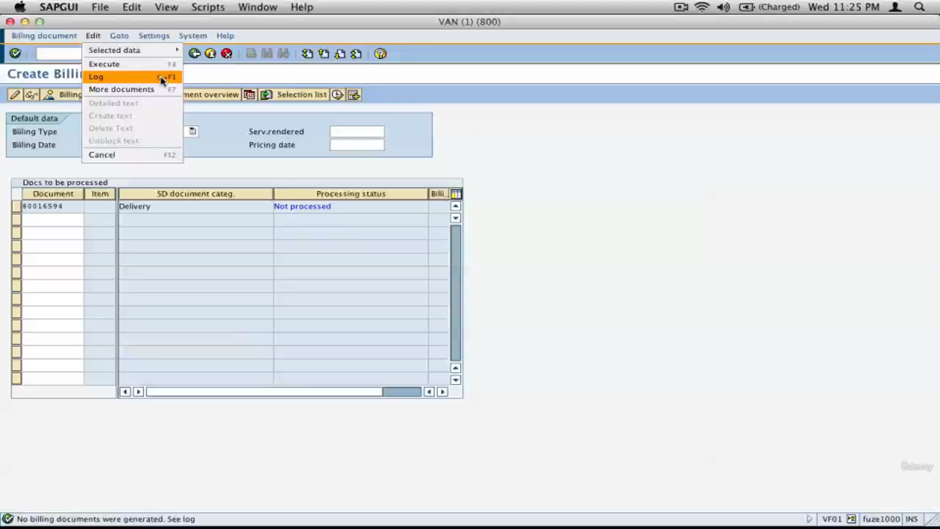 SAPGUI File Edit View Scripts Window Help (Charged) Wed 11:25 PM
VAN (1) (800)
Billing document Edit Goto Settings System Help
Selected data
Execute F8
Log
More documents F7
Detailed text
Create text
Delete Text
Unblock text
Cancel F12
Create Bill
Billing
ument overview
Selection list
Default data
Billing Type
Serv.rendered
Billing Date
Pricing date
Docs to be processed
Document Item SD document categ. Processing status Billi..
80016594 Delivery Not processed
Udemy
No billing documents were generated. See log
VF01 fuze1000 INS